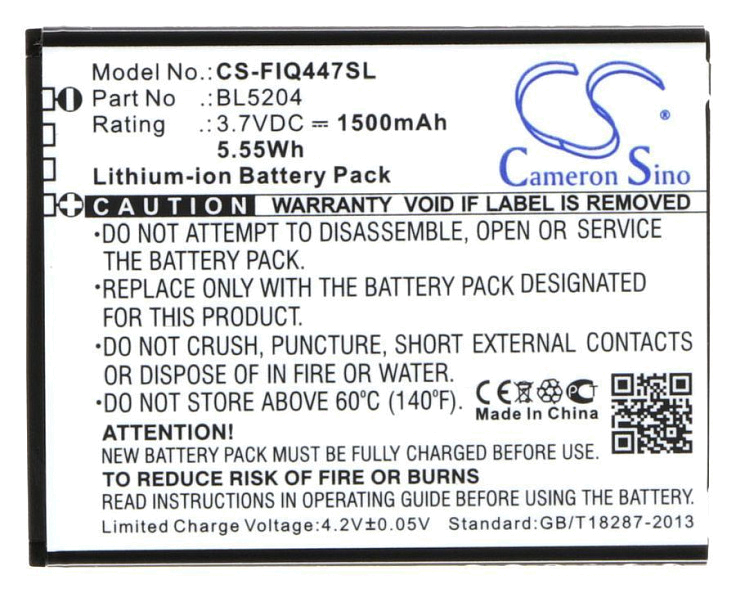 Model No.: CS-FIQ447SL
Part No : BL5204
Rating : 3.7VDC ⎓ 1500mAh
5.55Wh
Lithium-ion Battery Pack
CS
®
Cameron Sino
CAUTION WARRANTY VOID IF LABEL IS REMOVED
•DO NOT ATTEMPT TO DISASSEMBLE, OPEN OR SERVICE
THE BATTERY PACK.
•REPLACE ONLY WITH THE BATTERY PACK DESIGNATED
FOR THIS PRODUCT.
•DO NOT CRUSH, PUNCTURE, SHORT EXTERNAL CONTACTS
OR DISPOSE IN FIRE OR WATER.
•DO NOT STORE ABOVE 60°C (140°F).
CE
Made In China
ATTENTION!
NEW BATTERY PACK MUST BE FULLY CHARGED BEFORE USE.
TO REDUCE RISK OF FIRE OR BURNS
READ INSTRUCTIONS IN OPERATING GUIDE BEFORE USING BATTERY.
Limited Charge Voltage:4.2V±0.05V Standard:GB/T18287-2013